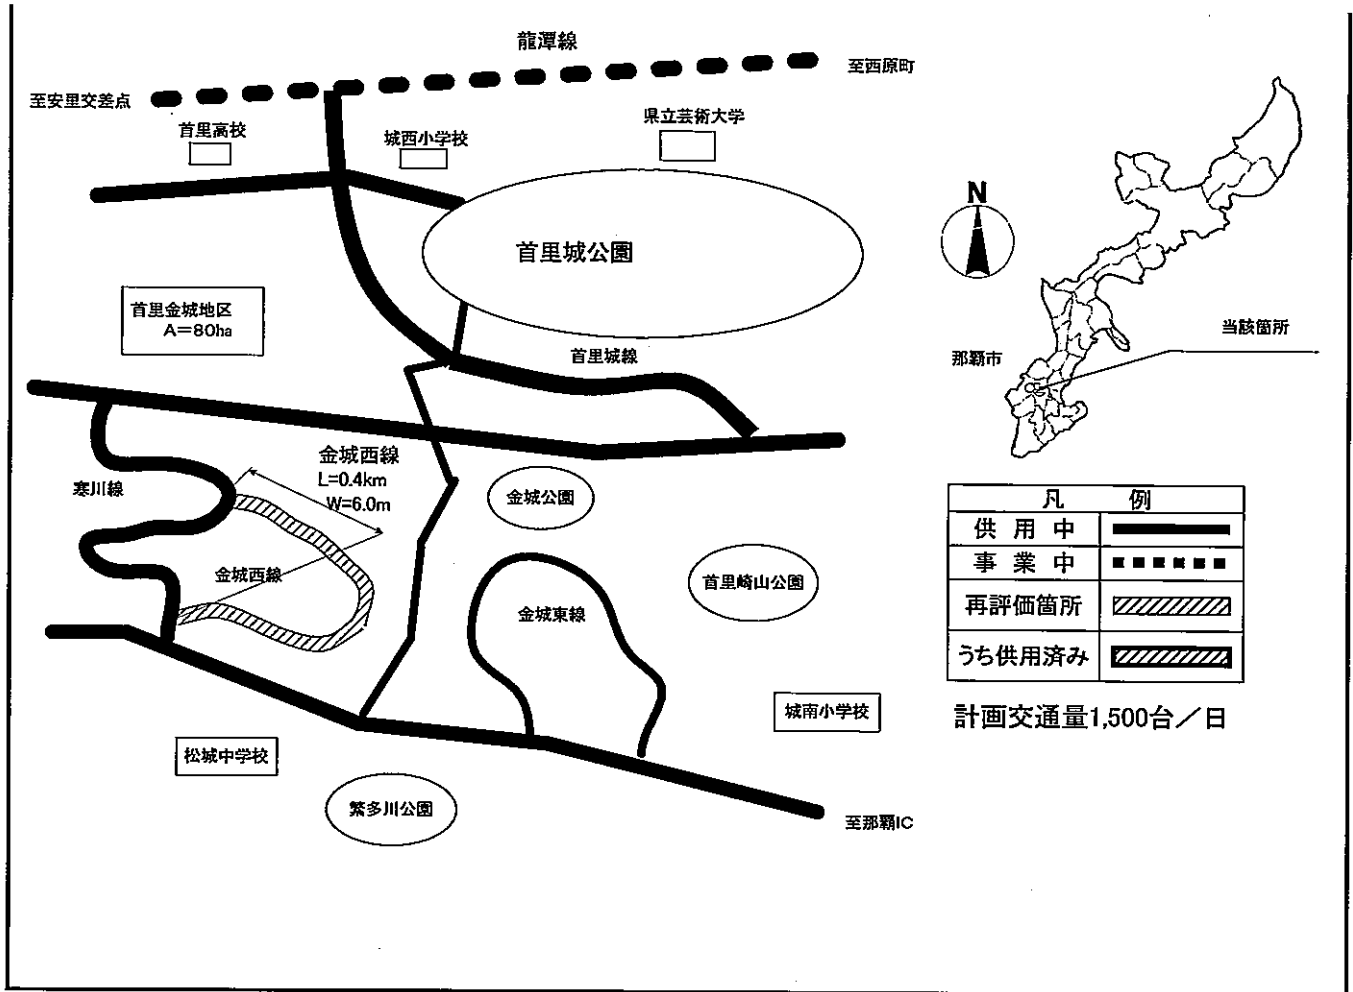 龍潭線
至西原町
至安里交差点
首里高校
城西小学校
県立芸術大学
首里城公園
N
首里金城地区
A=80ha
首里城線
当該箇所
那覇市
金城西線
L=0.4km
W=6.0m
寒川線
金城公園
金城西線
首里崎山公園
金城東線
城南小学校
松城中学校
繁多川公園
至那覇IC
凡 例
供用中
事業中
再評価箇所
うち供用済み
計画交通量1,500台/日